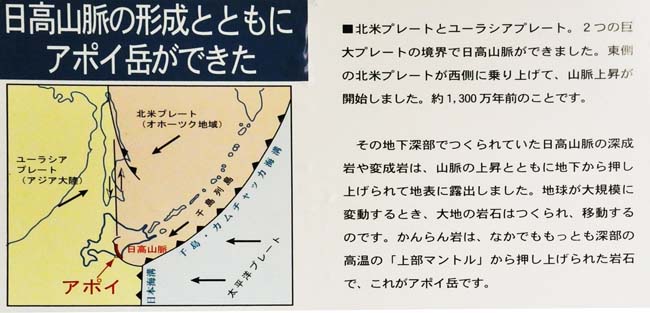 日高山脈の形成とともに
アポイ岳ができた
北米プレート
(オホーツク地域)
ユーラシア
プレート
(アジア大陸)
千島列島
千島・カムチャッカ海溝
日高山脈
アポイ
日本海溝
太平洋プレート
■北米プレートとユーラシアプレート。2つの巨
大プレートの境界で日高山脈ができました。東側
の北米プレートが西側に乗り上げて、山脈上昇が
開始しました。約1,300万年前のことです。
その地下深部でつくられていた日高山脈の深成
岩や変成岩は、山脈の上昇とともに地下から押し
上げられて地表に露出しました。地球が大規模に
変動するとき、大地の岩石はつくられ、移動する
のです。かんらん岩は、なかでももっとも深部の
高温の「上部マントル」から押し上げられた岩石
で、これがアポイ岳です。